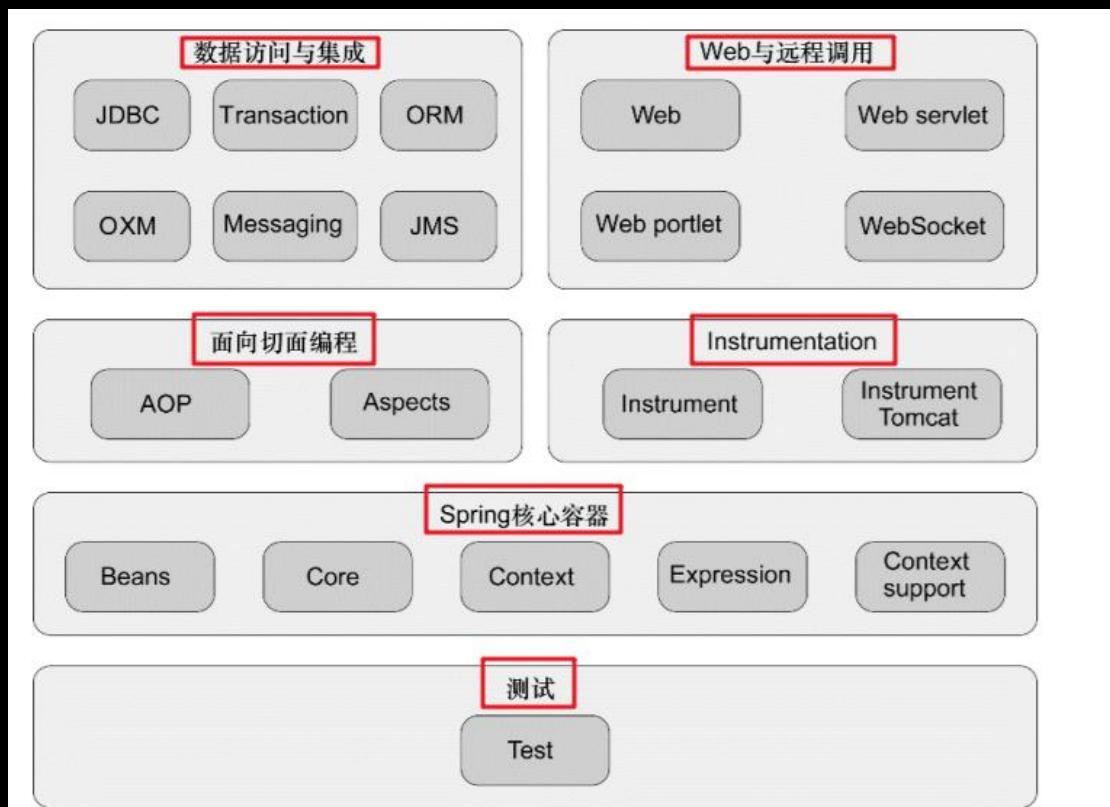 数据访问与集成
JDBC
Transaction
ORM
OXM
Messaging
JMS
Web与远程调用
Web
Web servlet
Web portlet
WebSocket
面向切面编程
AOP
Aspects
Instrumentation
Instrument
Instrument
Tomcat
Spring核心容器
Beans
Core
Context
Expression
Context
support
测试
Test